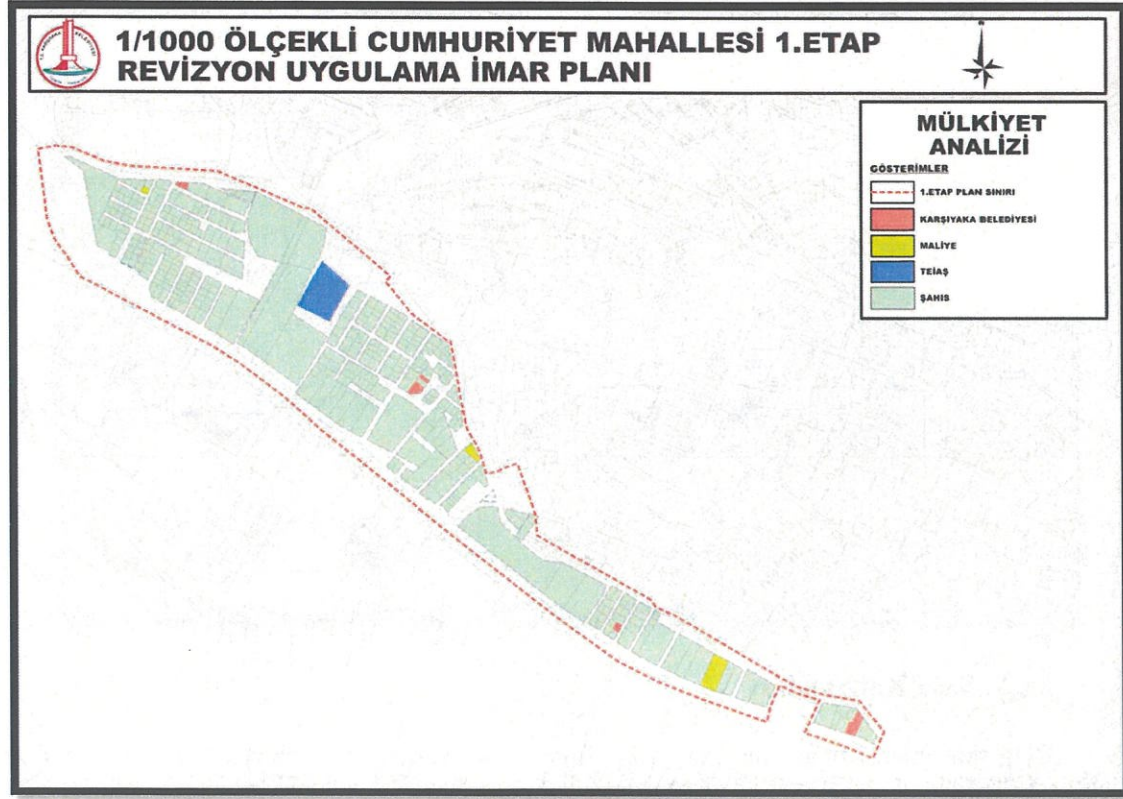 1/1000 ÖLÇEKLİ CUMHURİYET MAHALLESİ 1.ETAP
REVİZYON UYGULAMA İMAR PLANI
MÜLKİYET
ANALİZİ
GÖSTERİMLER
1.ETAP PLAN SINIRI
KARŞIYAKA BELEDİYESİ
MALİYE
TEİAŞ
ŞAHIS